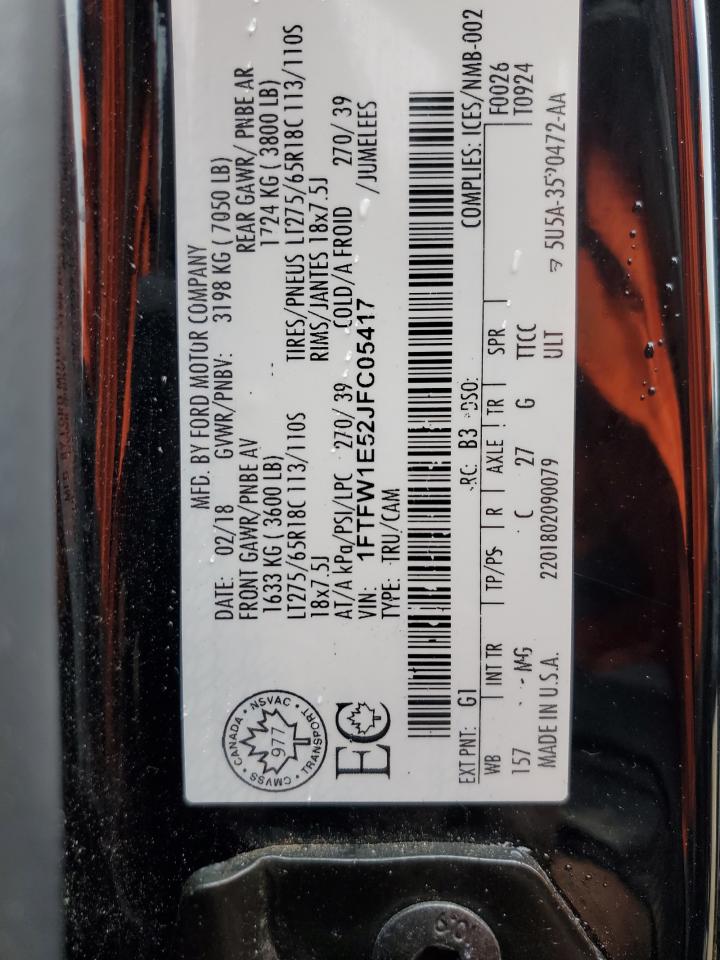 MFD. BY FORD MOTOR COMPANY
DATE: 02/18 GVWR/PNBV: 3198 KG ( 7050 LB)
FRONT GAWR/PNBE AV REAR GAWR/ PNBE AR
1633 KG ( 3600 LB) 1724 KG ( 3800 LB)
LT275/65R18C 113/110S TIRES/PNEUS LT275/65R18C 113/110S
18x7.5J RIMS/JANTES 18x7.5J
AT/A kPa/PSI/LPC 270/ 39 COLD/A FROID 270/ 39
VIN: 1FTFW1E52JFC05417 /JUMELEES
TYPE: TRU/CAM
CANADA • NSVAC • TRANSPORT • CMVSS •
977
EC
EXT PNT: G1 RC: B3 DSO: COMPLIES: ICES/NMB-002
WB INT TR TP/PS R AXLE TR SPR F0026
157 MG C 27 G TTCC T0924
MADE IN U.S.A. 2201802090079 ULT